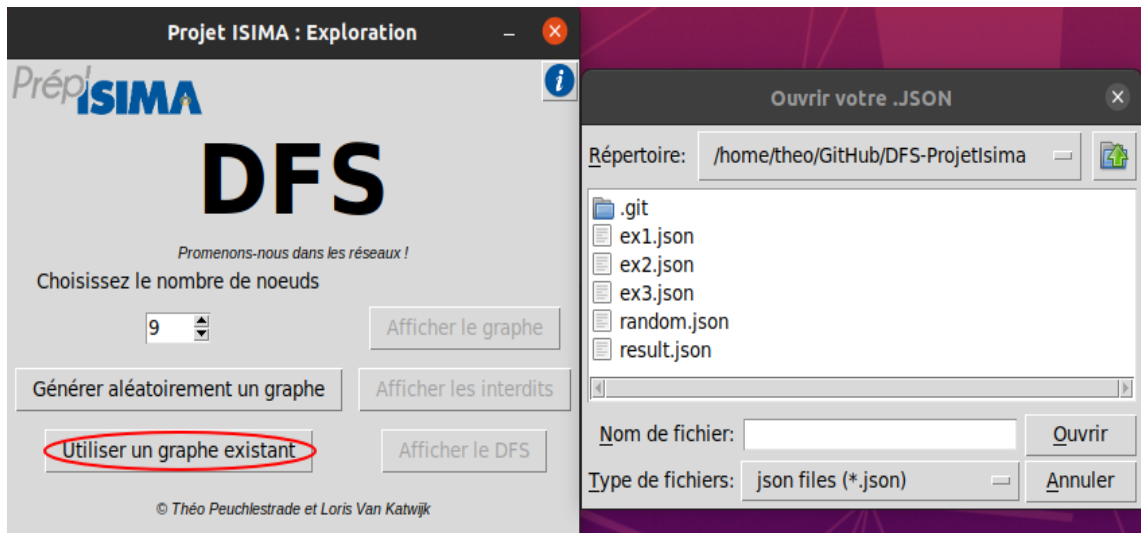 Projet ISIMA : Exploration
Prép'ISIMA
i
DFS
Promenons-nous dans les réseaux !
Choisissez le nombre de noeuds
9
Afficher le graphe
Générer aléatoirement un graphe
Afficher les interdits
Utiliser un graphe existant
Afficher le DFS
© Théo Peuchlestrade et Loris Van Katwijk
Ouvrir votre .JSON
Répertoire: /home/theo/GitHub/DFS-ProjetIsima
.git
ex1.json
ex2.json
ex3.json
random.json
result.json
Nom de fichier:
Ouvrir
Type de fichiers: json files (*.json)
Annuler